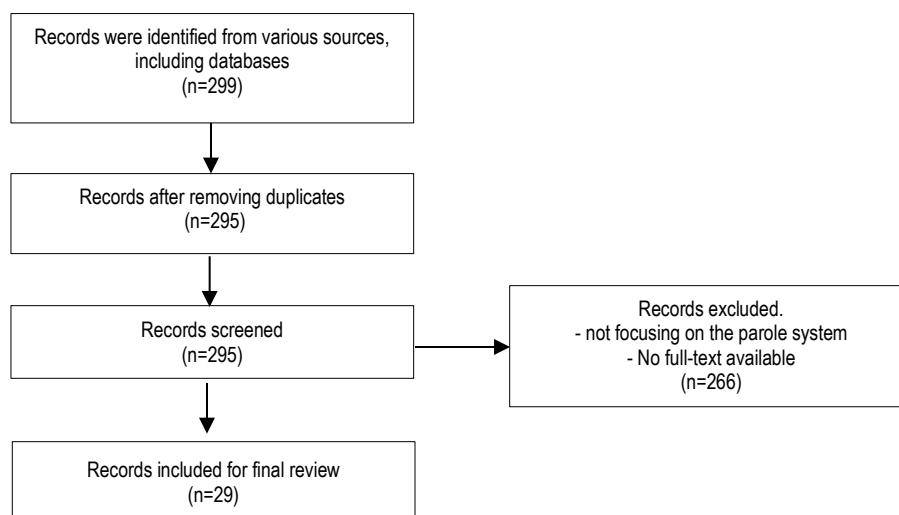 Records were identified from various sources,
including databases
(n=299)
Records after removing duplicates
(n=295)
Records screened
(n=295)
Records excluded.
- not focusing on the parole system
- No full-text available
(n=266)
Records included for final review
(n=29)